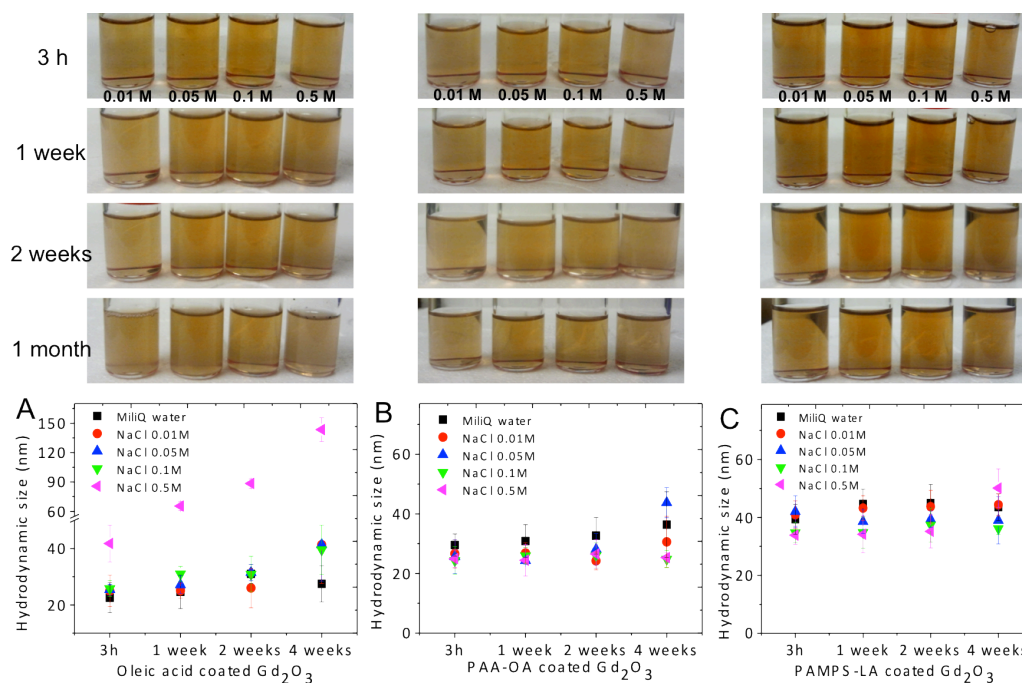 3 h
0.01 M 0.05 M 0.1 M 0.5 M
0.01 M 0.05 M 0.1 M 0.5 M
0.01 M 0.05 M 0.1 M 0.5 M
1 week
2 weeks
1 month
A
Hydrodynamic size (nm)
150
120
90
60
40
20
MiliQ water
NaCl 0.01M
NaCl 0.05M
NaCl 0.1M
NaCl 0.5M
3h 1 week 2 weeks 4 weeks
Oleic acid coated Gd2O3
B
Hydrodynamic size (nm)
60
40
20
0
MiliQ water
NaCl 0.01M
NaCl 0.05M
NaCl 0.1M
NaCl 0.5M
3h 1 week 2 weeks 4 weeks
PAA-OA coated Gd2O3
C
Hydrodynamic size (nm)
80
60
40
20
0
MiliQ water
NaCl 0.01M
NaCl 0.05M
NaCl 0.1M
NaCl 0.5M
3h 1 week 2 weeks 4 weeks
PAMPS-LA coated Gd2O3